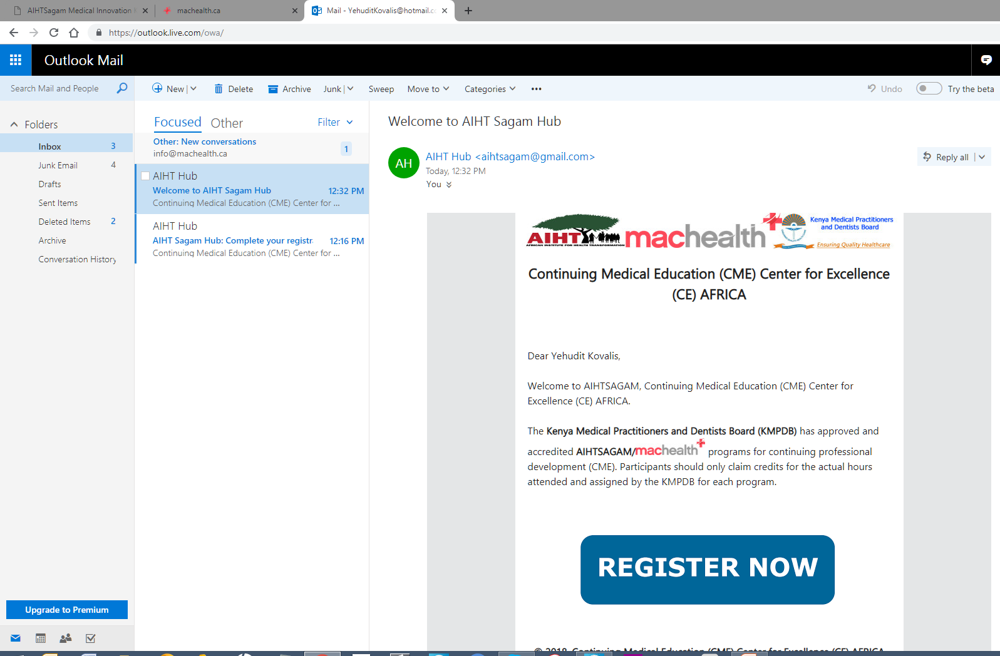 AIHTSagam Medical Innovation
machealth.ca
Mail - YehuditKovalis@hotmail.c
https://outlook.live.com/owa/
Outlook Mail
Search Mail and People
New
Delete
Archive
Junk
Sweep
Move to
Categories
Undo
Try the beta
Folders
Inbox 3
Junk Email 4
Drafts
Sent Items
Deleted Items 2
Archive
Conversation History
Upgrade to Premium
Focused Other Filter
Other: New conversations
info@machealth.ca 1
AIHT Hub
Welcome to AIHT Sagam Hub 12:32 PM
Continuing Medical Education (CME) Center for ...
AIHT Hub
AIHT Sagam Hub: Complete your registr 12:16 PM
Continuing Medical Education (CME) Center for ...
Welcome to AIHT Sagam Hub
AH
AIHT Hub <aihtsagam@gmail.com>
Today, 12:32 PM
You
Reply all
AIHT
AFRICAN INSTITUTE FOR HEALTH TRANSFORMATION
machealth
Kenya Medical Practitioners
and Dentists Board
Ensuring Quality Healthcare
Continuing Medical Education (CME) Center for Excellence
(CE) AFRICA
Dear Yehudit Kovalis,
Welcome to AIHTSAGAM, Continuing Medical Education (CME) Center for
Excellence (CE) AFRICA.
The Kenya Medical Practitioners and Dentists Board (KMPDB) has approved and
accredited AIHTSAGAM/machealth programs for continuing professional
development (CME). Participants should only claim credits for the actual hours
attended and assigned by the KMPDB for each program.
REGISTER NOW
© 2018, Continuing Medical Education (CME) Center for Excellence (CE) AFRICA